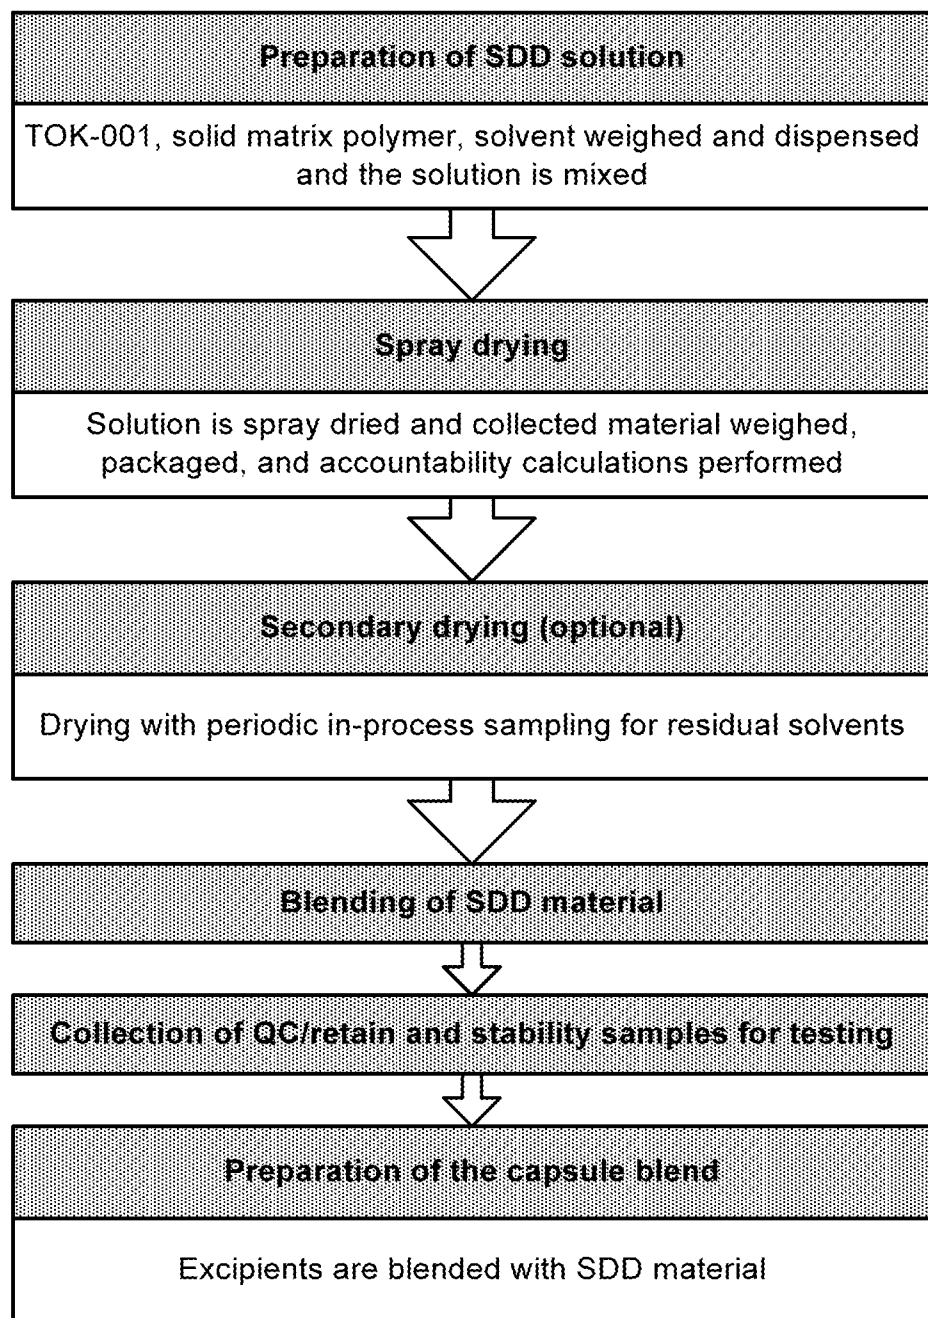 Preparation of SDD solution
TOK-001, solid matrix polymer, solvent weighed and dispensed
and the solution is mixed
Spray drying
Solution is spray dried and collected material weighed,
packaged, and accountability calculations performed
Secondary drying (optional)
Drying with periodic in-process sampling for residual solvents
Blending of SDD material
Collection of QC/retain and stability samples for testing
Preparation of the capsule blend
Excipients are blended with SDD material